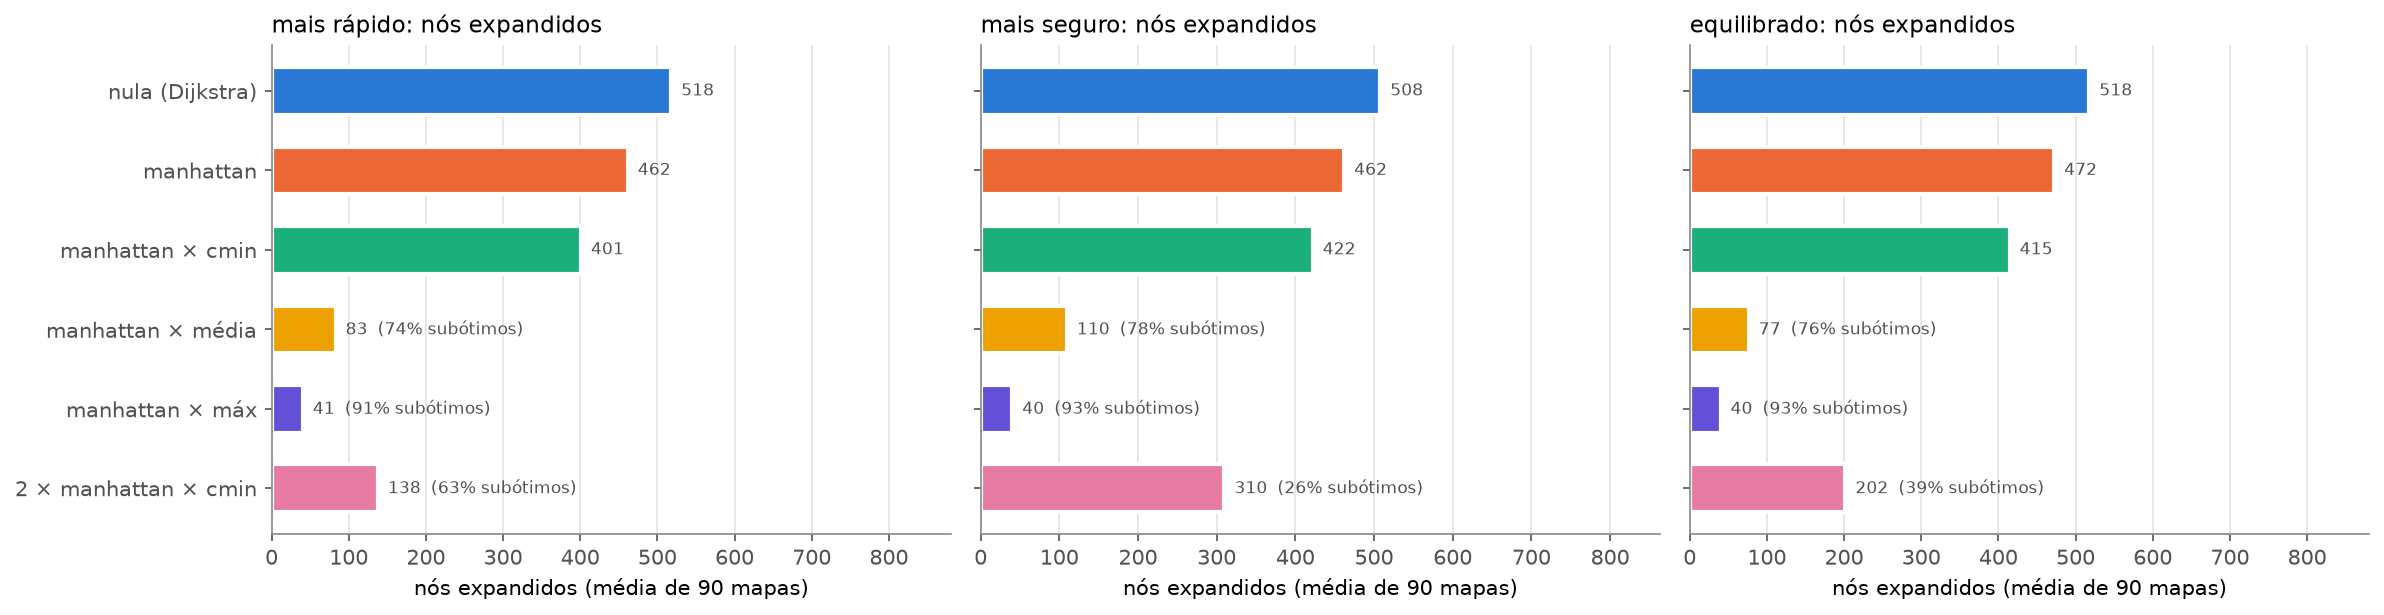 mais rápido: nós expandidos
nula (Dijkstra)
manhattan
manhattan × cmin
manhattan × média
manhattan × máx
2 × manhattan × cmin
518
462
401
83 (74% subótimos)
41 (91% subótimos)
138 (63% subótimos)
0 100 200 300 400 500 600 700 800
nós expandidos (média de 90 mapas)
mais seguro: nós expandidos
508
462
422
110 (78% subótimos)
40 (93% subótimos)
310 (26% subótimos)
0 100 200 300 400 500 600 700 800
nós expandidos (média de 90 mapas)
equilibrado: nós expandidos
518
472
415
77 (76% subótimos)
40 (93% subótimos)
202 (39% subótimos)
0 100 200 300 400 500 600 700 800
nós expandidos (média de 90 mapas)